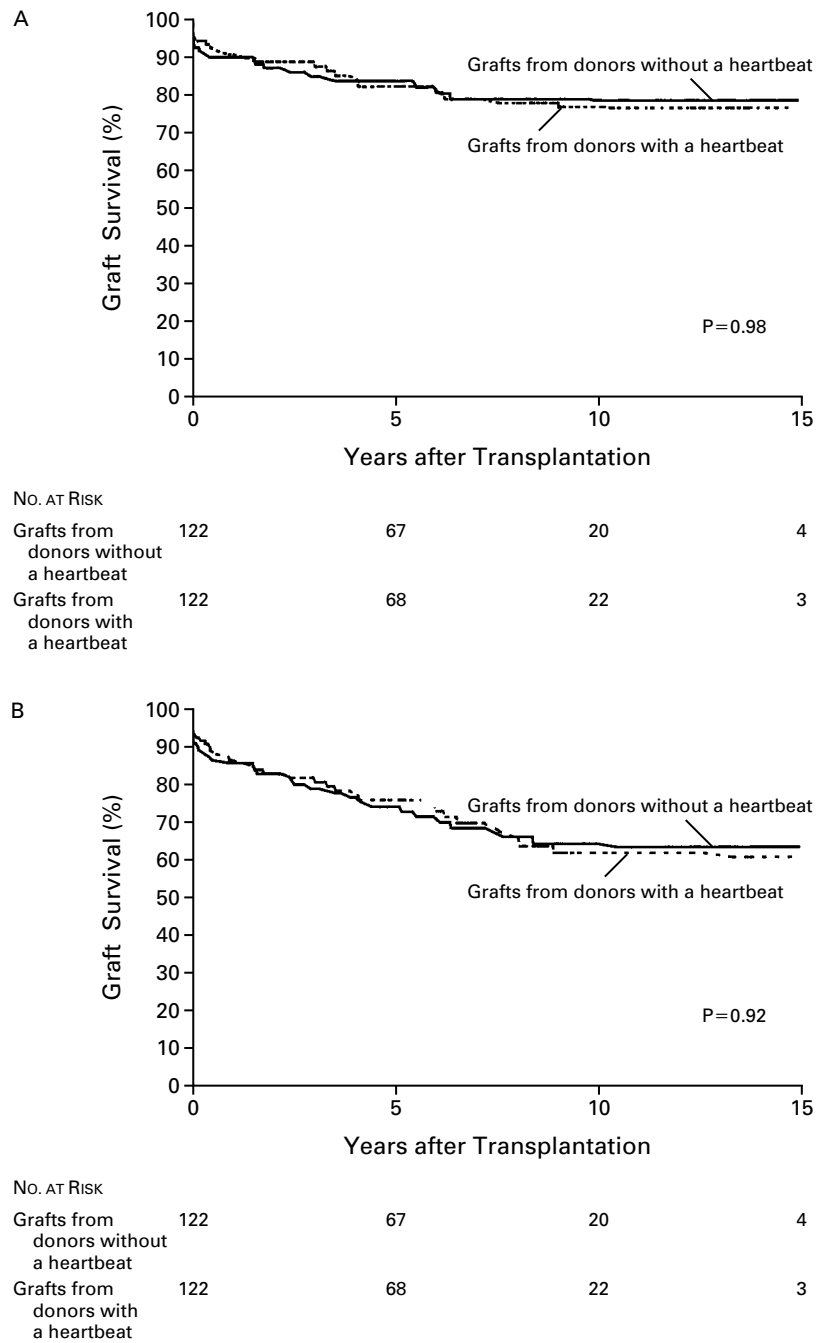 A
100
90
80
70
60
50
40
30
20
10
0
Graft Survival (%)
Grafts from donors without a heartbeat
Grafts from donors with a heartbeat
P=0.98
0 5 10 15
Years after Transplantation
NO. AT RISK
Grafts from
donors without
a heartbeat
122 67 20 4
Grafts from
donors with
a heartbeat
122 68 22 3
B
100
90
80
70
60
50
40
30
20
10
0
Graft Survival (%)
Grafts from donors without a heartbeat
Grafts from donors with a heartbeat
P=0.92
0 5 10 15
Years after Transplantation
NO. AT RISK
Grafts from
donors without
a heartbeat
122 67 20 4
Grafts from
donors with
a heartbeat
122 68 22 3